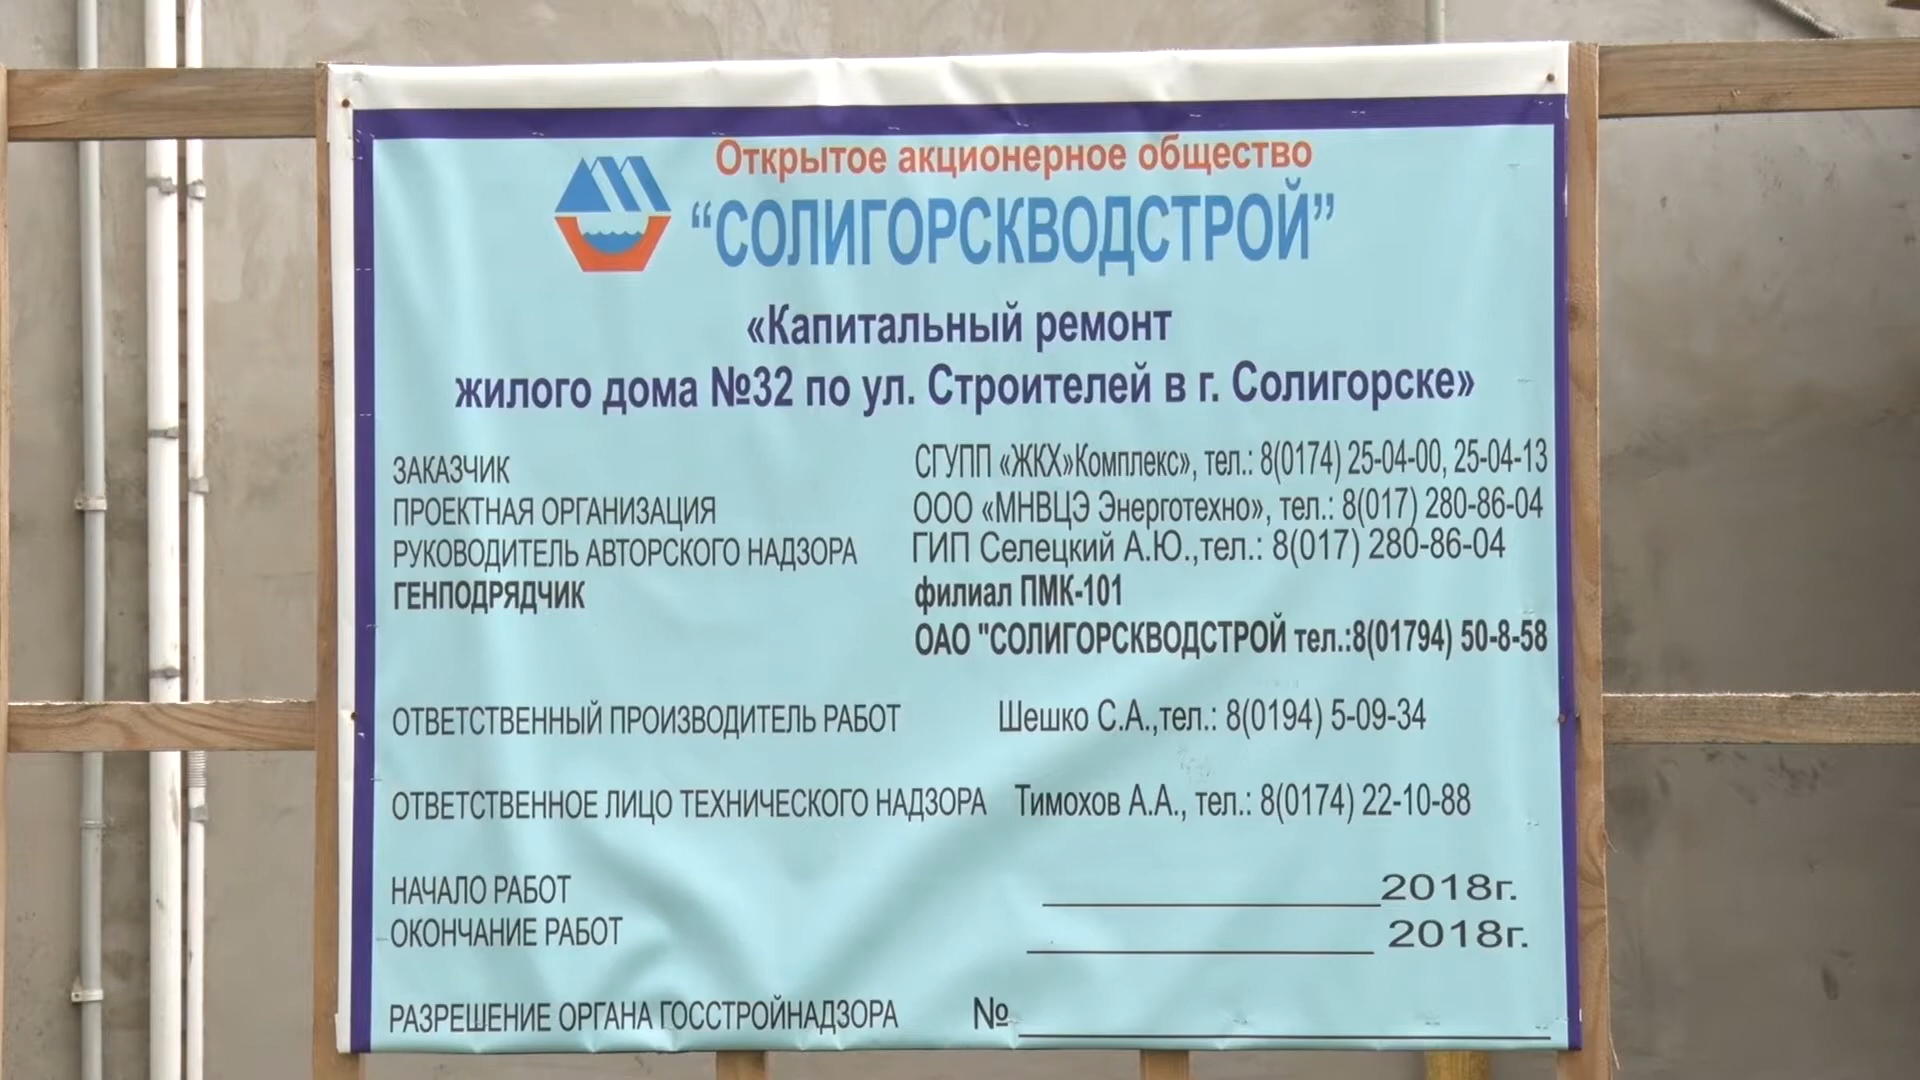 Открытое акционерное общество
“СОЛИГОРСКВОДСТРОЙ”
«Капитальный ремонт
жилого дома №32 по ул. Строителей в г. Солигорске»
ЗАКАЗЧИК СГУПП «ЖКХ»Комплекс», тел.: 8(0174) 25-04-00, 25-04-13
ПРОЕКТНАЯ ОРГАНИЗАЦИЯ ООО «МНВЦЭ Энерготехно», тел.: 8(017) 280-86-04
РУКОВОДИТЕЛЬ АВТОРСКОГО НАДЗОРА ГИП Селецкий А.Ю.,тел.: 8(017) 280-86-04
ГЕНПОДРЯДЧИК филиал ПМК-101
ОАО "СОЛИГОРСКВОДСТРОЙ тел.:8(01794) 50-8-58
ОТВЕТСТВЕННЫЙ ПРОИЗВОДИТЕЛЬ РАБОТ Шешко С.А.,тел.: 8(0194) 5-09-34
ОТВЕТСТВЕННОЕ ЛИЦО ТЕХНИЧЕСКОГО НАДЗОРА Тимохов А.А., тел.: 8(0174) 22-10-88
НАЧАЛО РАБОТ ____________2018г.
ОКОНЧАНИЕ РАБОТ ____________ 2018г.
РАЗРЕШЕНИЕ ОРГАНА ГОССТРОЙНАДЗОРА №____________